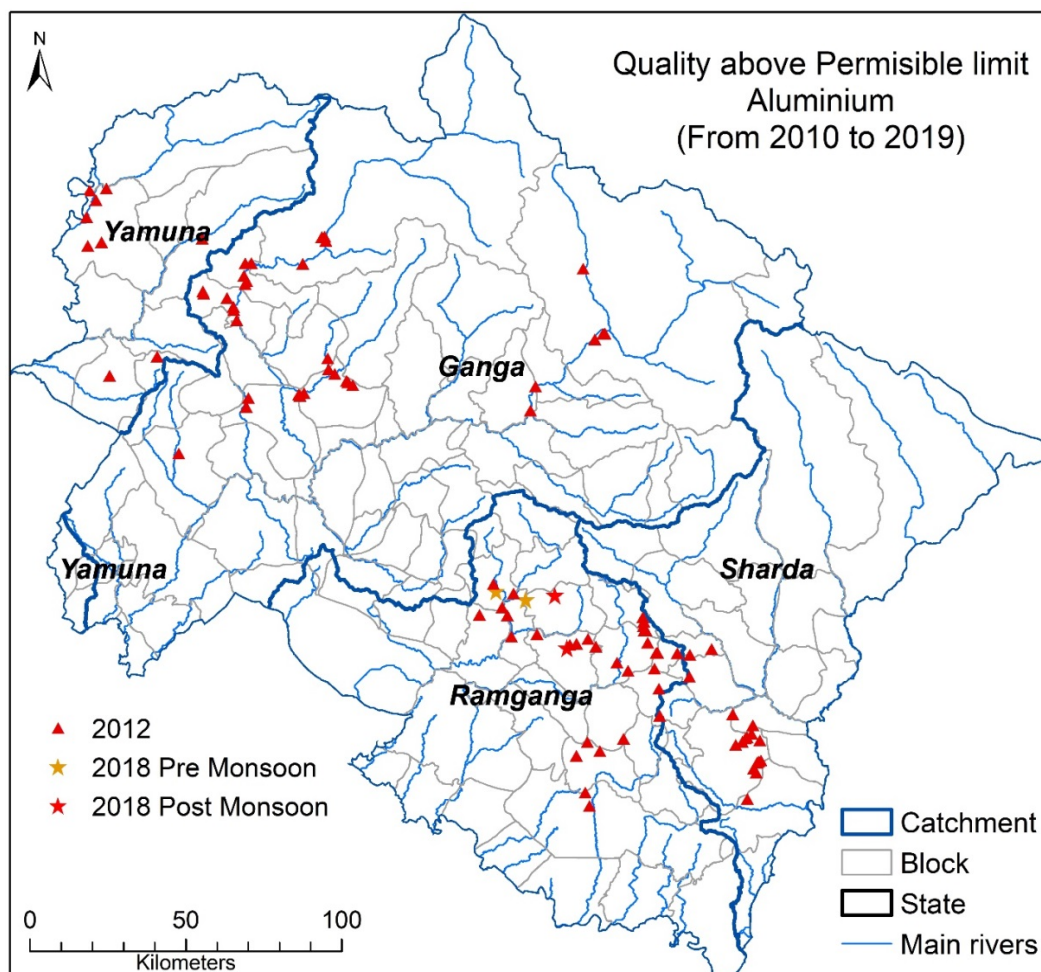 N
Quality above Permisible limit
Aluminium
(From 2010 to 2019)
Yamuna
Ganga
Yamuna
Sharda
Ramganga
2012
2018 Pre Monsoon
2018 Post Monsoon
Catchment
Block
State
Main rivers
0 50 100
Kilometers